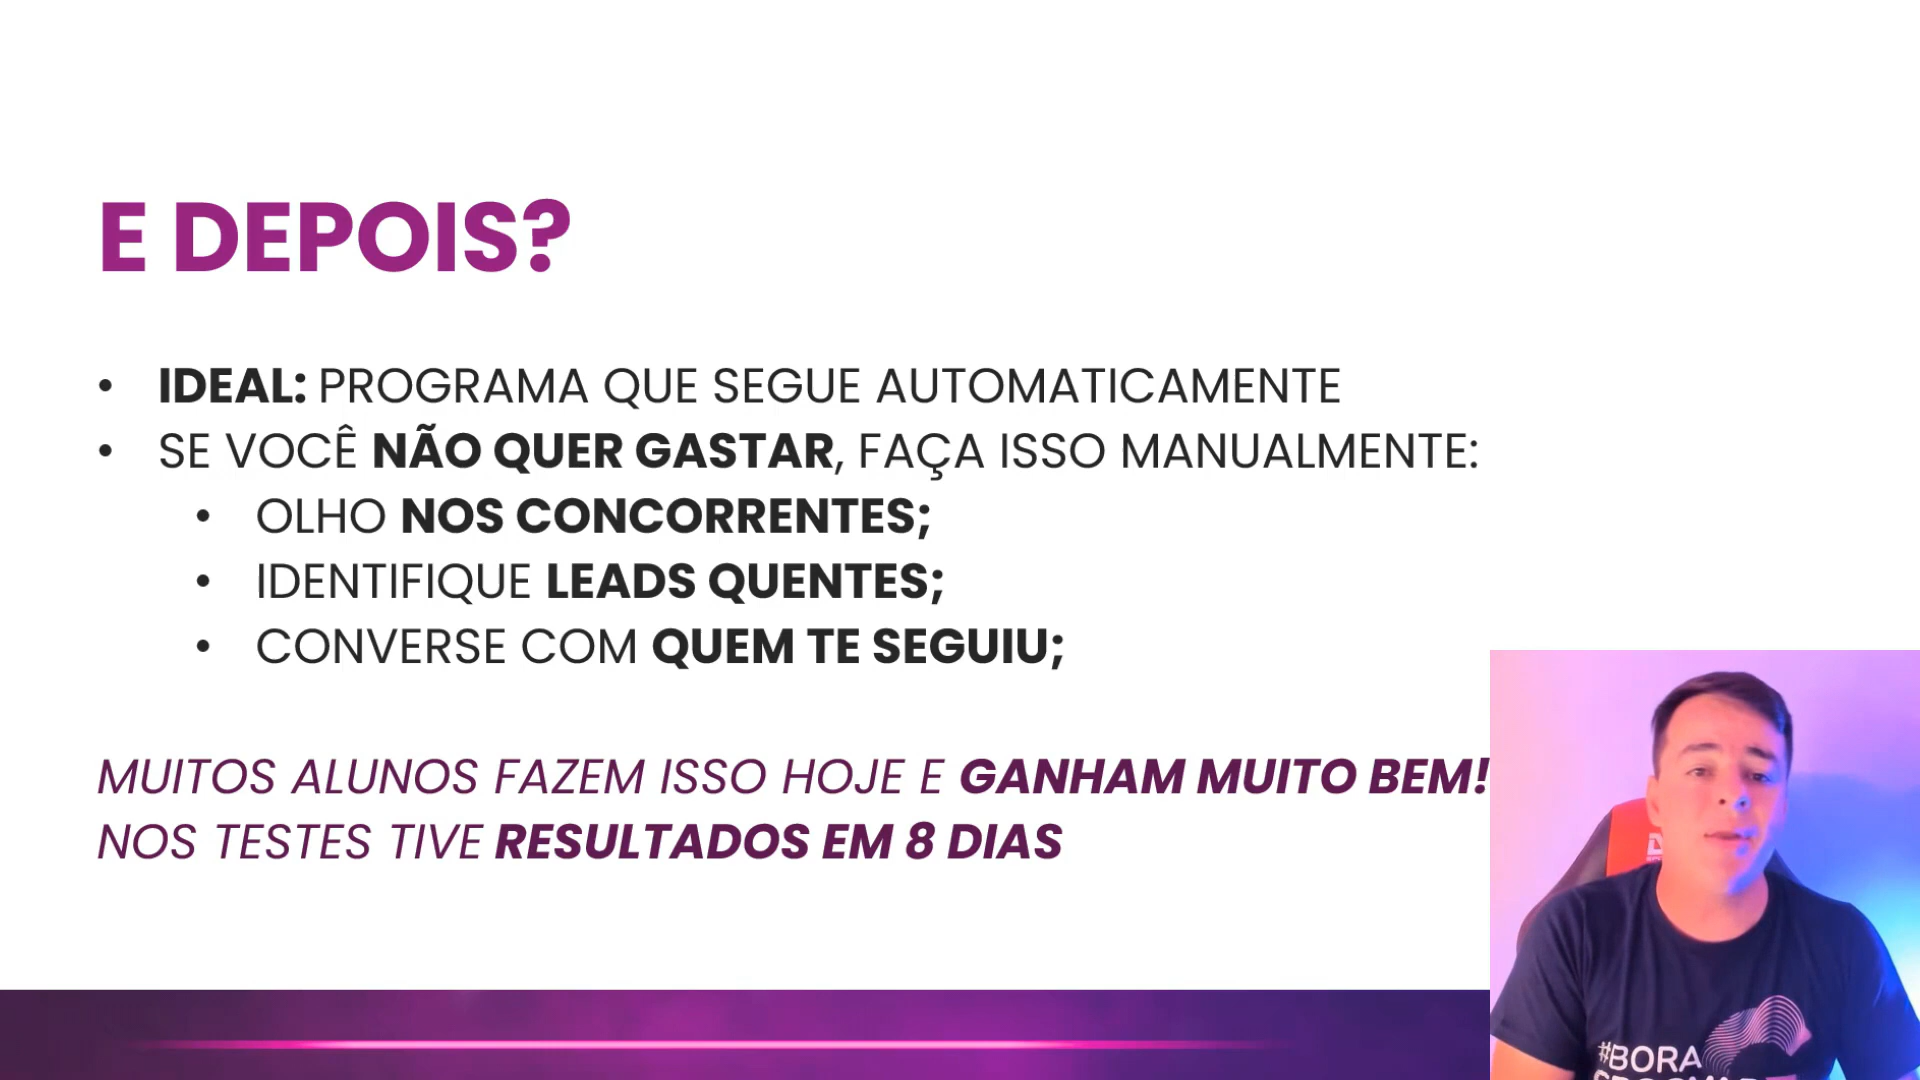 E DEPOIS?
• IDEAL: PROGRAMA QUE SEGUE AUTOMATICAMENTE
• SE VOCÊ NÃO QUER GASTAR, FAÇA ISSO MANUALMENTE:
• OLHO NOS CONCORRENTES;
• IDENTIFIQUE LEADS QUENTES;
• CONVERSE COM QUEM TE SEGUIU;
MUITOS ALUNOS FAZEM ISSO HOJE E GANHAM MUITO BEM!
NOS TESTES TIVE RESULTADOS EM 8 DIAS
#BORA